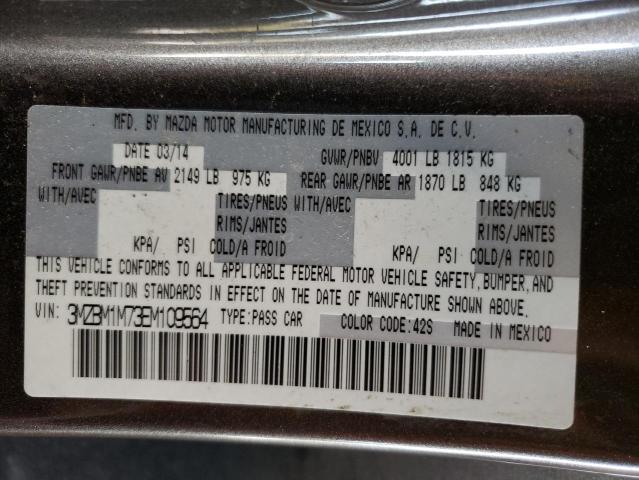 MFD. BY MAZDA MOTOR MANUFACTURING DE MEXICO S.A. DE C.V.
DATE 03/14 GVWR/PNBV 4001 LB 1815 KG
FRONT GAWR/PNBE AV 2149 LB 975 KG REAR GAWR/PNBE AR 1870 LB 848 KG
WITH/AVEC TIRES/PNEUS WITH/AVEC TIRES/PNEUS
RIMS/JANTES RIMS/JANTES
KPA/ PSI COLD/A FROID KPA/ PSI COLD/A FROID
THIS VEHICLE CONFORMS TO ALL APPLICABLE FEDERAL MOTOR VEHICLE SAFETY, BUMPER, AND
THEFT PREVENTION STANDARDS IN EFFECT ON THE DATE OF MANUFACTURE SHOWN ABOVE.
VIN: 3MZBM1M73EM109564 TYPE:PASS CAR COLOR CODE:42S MADE IN MEXICO